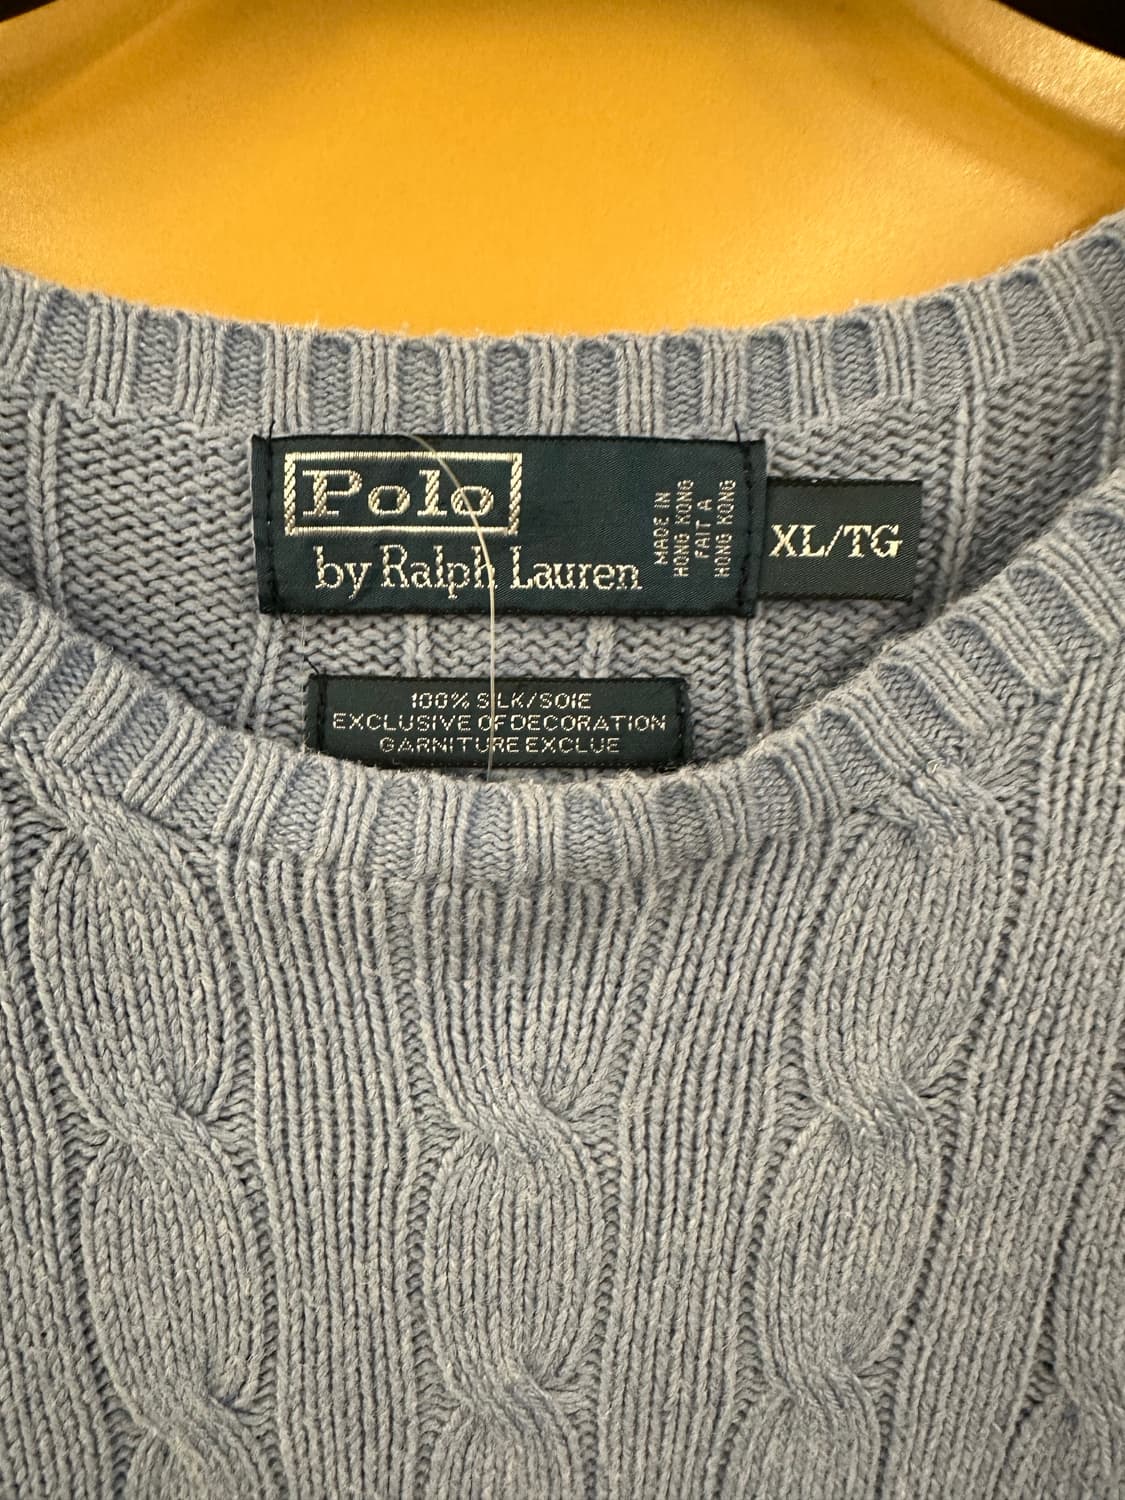 Polo
by Ralph Lauren
MADE IN
HONG KONG
FAIT A
HONG KONG
XL/TG
100% SILK/SOIE
EXCLUSIVE OF DECORATION
GARNITURE EXCLUE